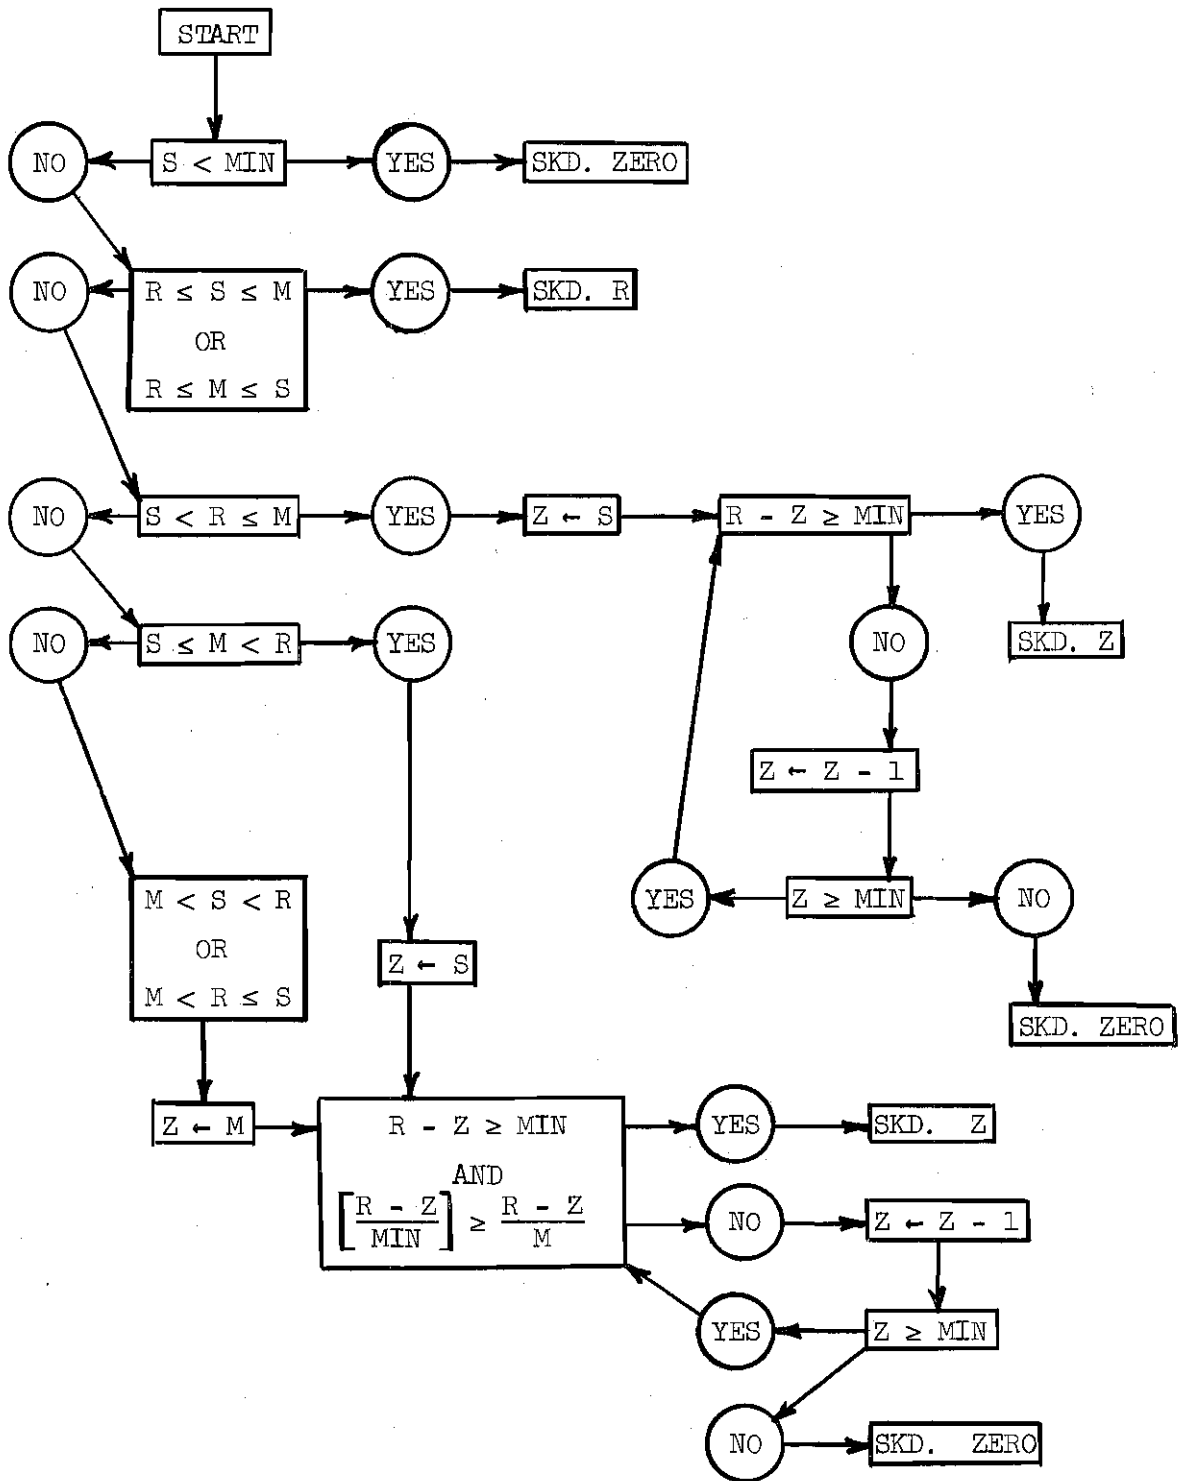 START
NO
S < MIN
YES
SKD. ZERO
NO
R ≤ S ≤ M
OR
R ≤ M ≤ S
YES
SKD. R
NO
S < R ≤ M
YES
Z ← S
R - Z ≥ MIN
YES
NO
SKD. Z
NO
S ≤ M < R
YES
Z ← Z - 1
YES
Z ≥ MIN
NO
SKD. ZERO
M < S < R
OR
M < R ≤ S
Z ← S
Z ← M
R - Z ≥ MIN
AND
[R - Z / MIN] ≥ R - Z / M
YES
SKD. Z
NO
Z ← Z - 1
YES
Z ≥ MIN
NO
SKD. ZERO